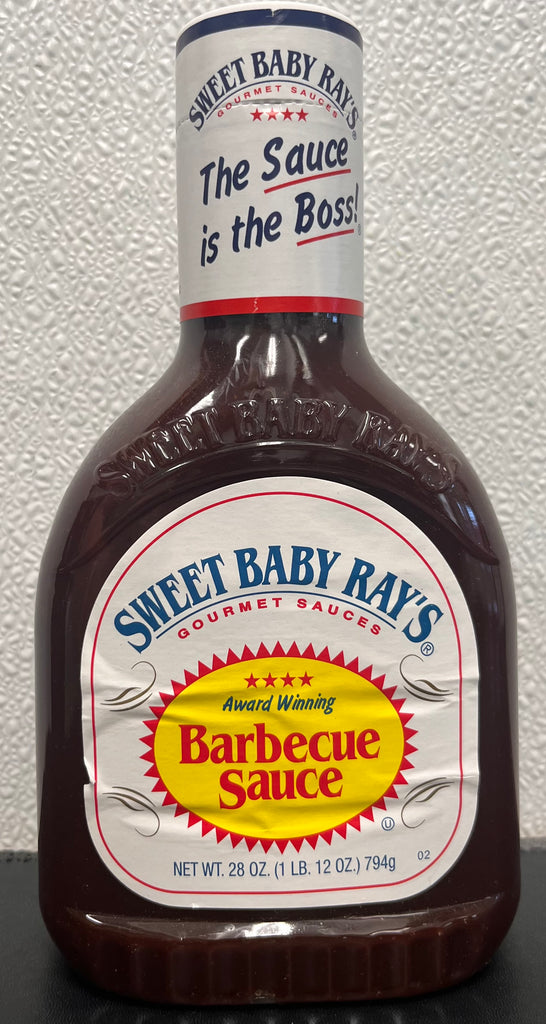 SWEET BABY RAY'S®
GOURMET SAUCES
The Sauce
is the Boss!®
SWEET BABY RAY'S
SWEET BABY RAY'S®
GOURMET SAUCES
Award Winning
Barbecue
Sauce
U
NET WT. 28 OZ. (1 LB. 12 OZ.) 794g
02